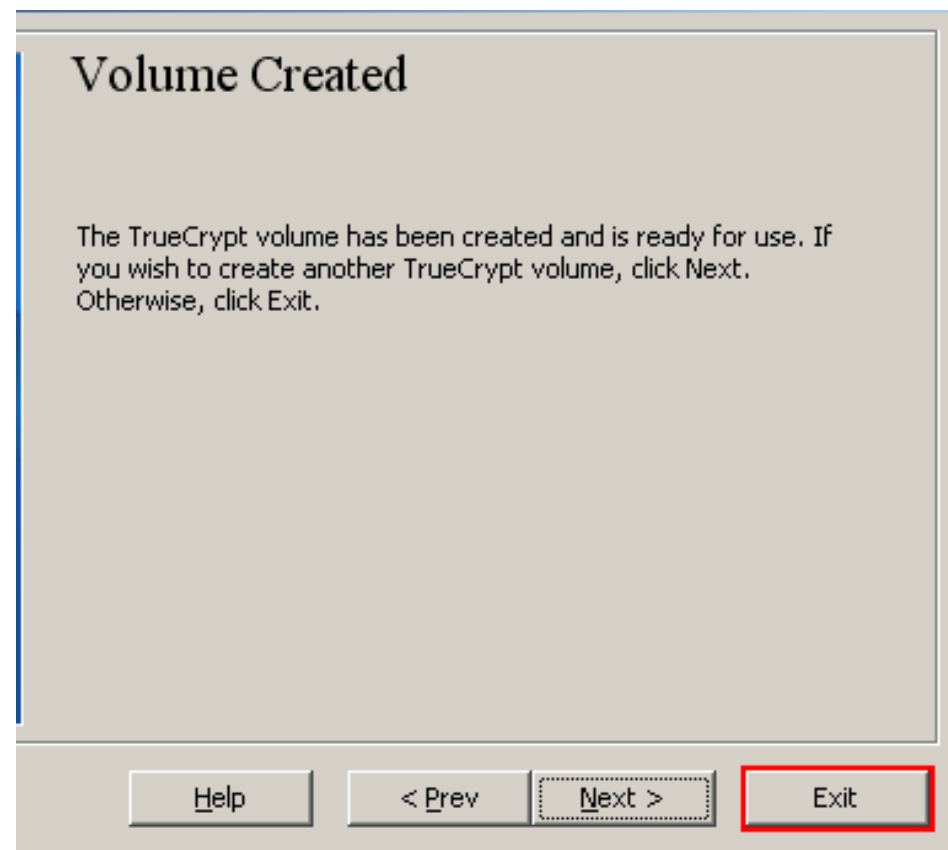 Volume Created
The TrueCrypt volume has been created and is ready for use. If
you wish to create another TrueCrypt volume, click Next.
Otherwise, click Exit.
Help
< Prev
Next >
Exit